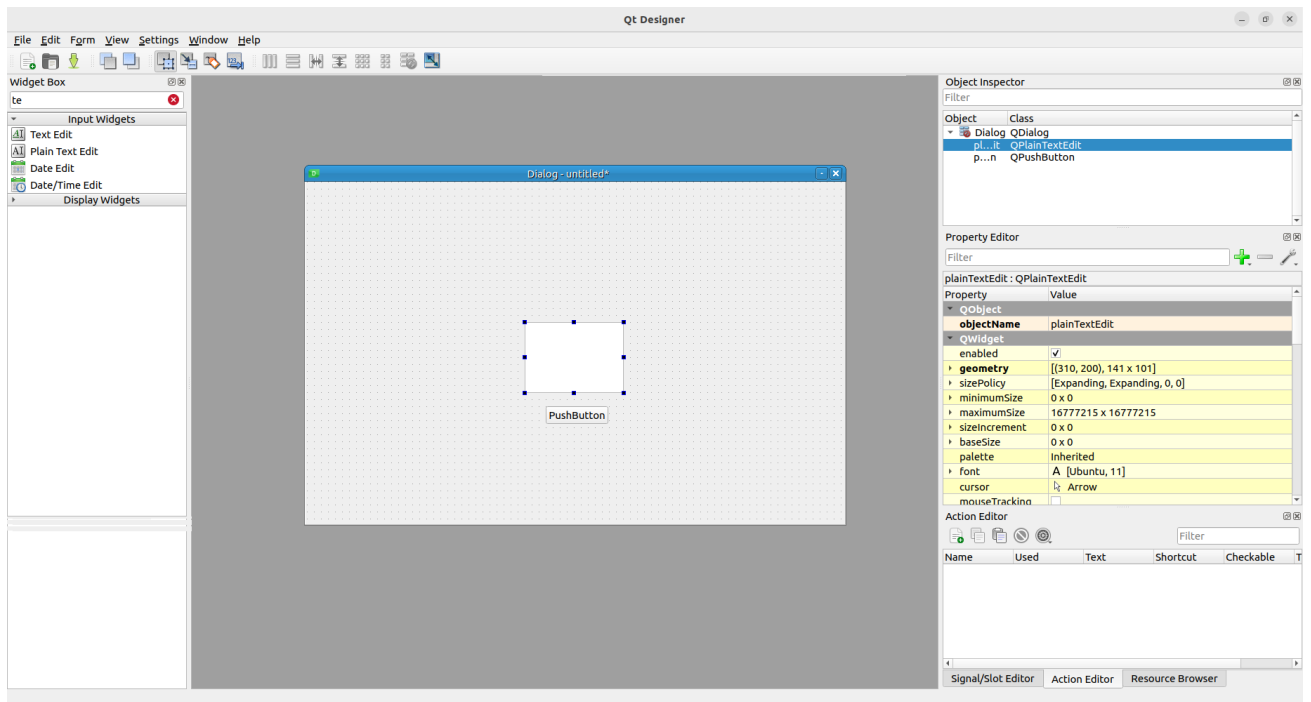 Qt Designer
File Edit Form View Settings Window Help
Widget Box
te
Input Widgets
Text Edit
Plain Text Edit
Date Edit
Date/Time Edit
Display Widgets
Dialog - untitled*
PushButton
Object Inspector
Filter
Object Class
Dialog QDialog
pl...it QPlainTextEdit
p...n QPushButton
Property Editor
Filter
plainTextEdit : QPlainTextEdit
Property Value
QObject
objectName plainTextEdit
QWidget
enabled
geometry [(310, 200), 141 x 101]
sizePolicy [Expanding, Expanding, 0, 0]
minimumSize 0 x 0
maximumSize 16777215 x 16777215
sizeIncrement 0 x 0
baseSize 0 x 0
palette Inherited
font A [Ubuntu, 11]
cursor Arrow
mouseTracking
Action Editor
Filter
Name Used Text Shortcut Checkable T
Signal/Slot Editor Action Editor Resource Browser